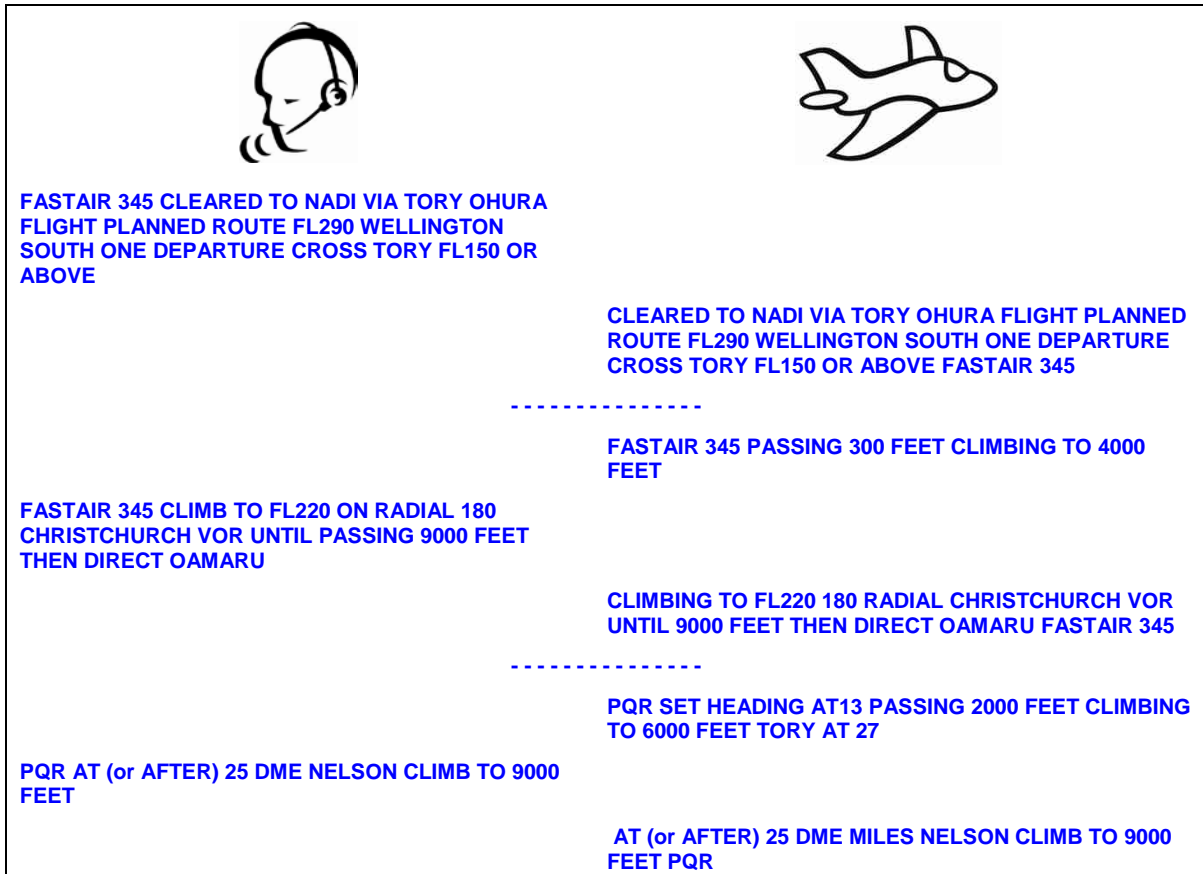 FASTAIR 345 CLEARED TO NADI VIA TORY OHURA
FLIGHT PLANNED ROUTE FL290 WELLINGTON
SOUTH ONE DEPARTURE CROSS TORY FL150 OR
ABOVE
CLEARED TO NADI VIA TORY OHURA FLIGHT PLANNED
ROUTE FL290 WELLINGTON SOUTH ONE DEPARTURE
CROSS TORY FL150 OR ABOVE FASTAIR 345
- - - - - - - - - - - - - - -
FASTAIR 345 PASSING 300 FEET CLIMBING TO 4000
FEET
FASTAIR 345 CLIMB TO FL220 ON RADIAL 180
CHRISTCHURCH VOR UNTIL PASSING 9000 FEET
THEN DIRECT OAMARU
CLIMBING TO FL220 180 RADIAL CHRISTCHURCH VOR
UNTIL 9000 FEET THEN DIRECT OAMARU FASTAIR 345
- - - - - - - - - - - - - - -
PQR SET HEADING AT13 PASSING 2000 FEET CLIMBING
TO 6000 FEET TORY AT 27
PQR AT (or AFTER) 25 DME NELSON CLIMB TO 9000
FEET
AT (or AFTER) 25 DME MILES NELSON CLIMB TO 9000
FEET PQR